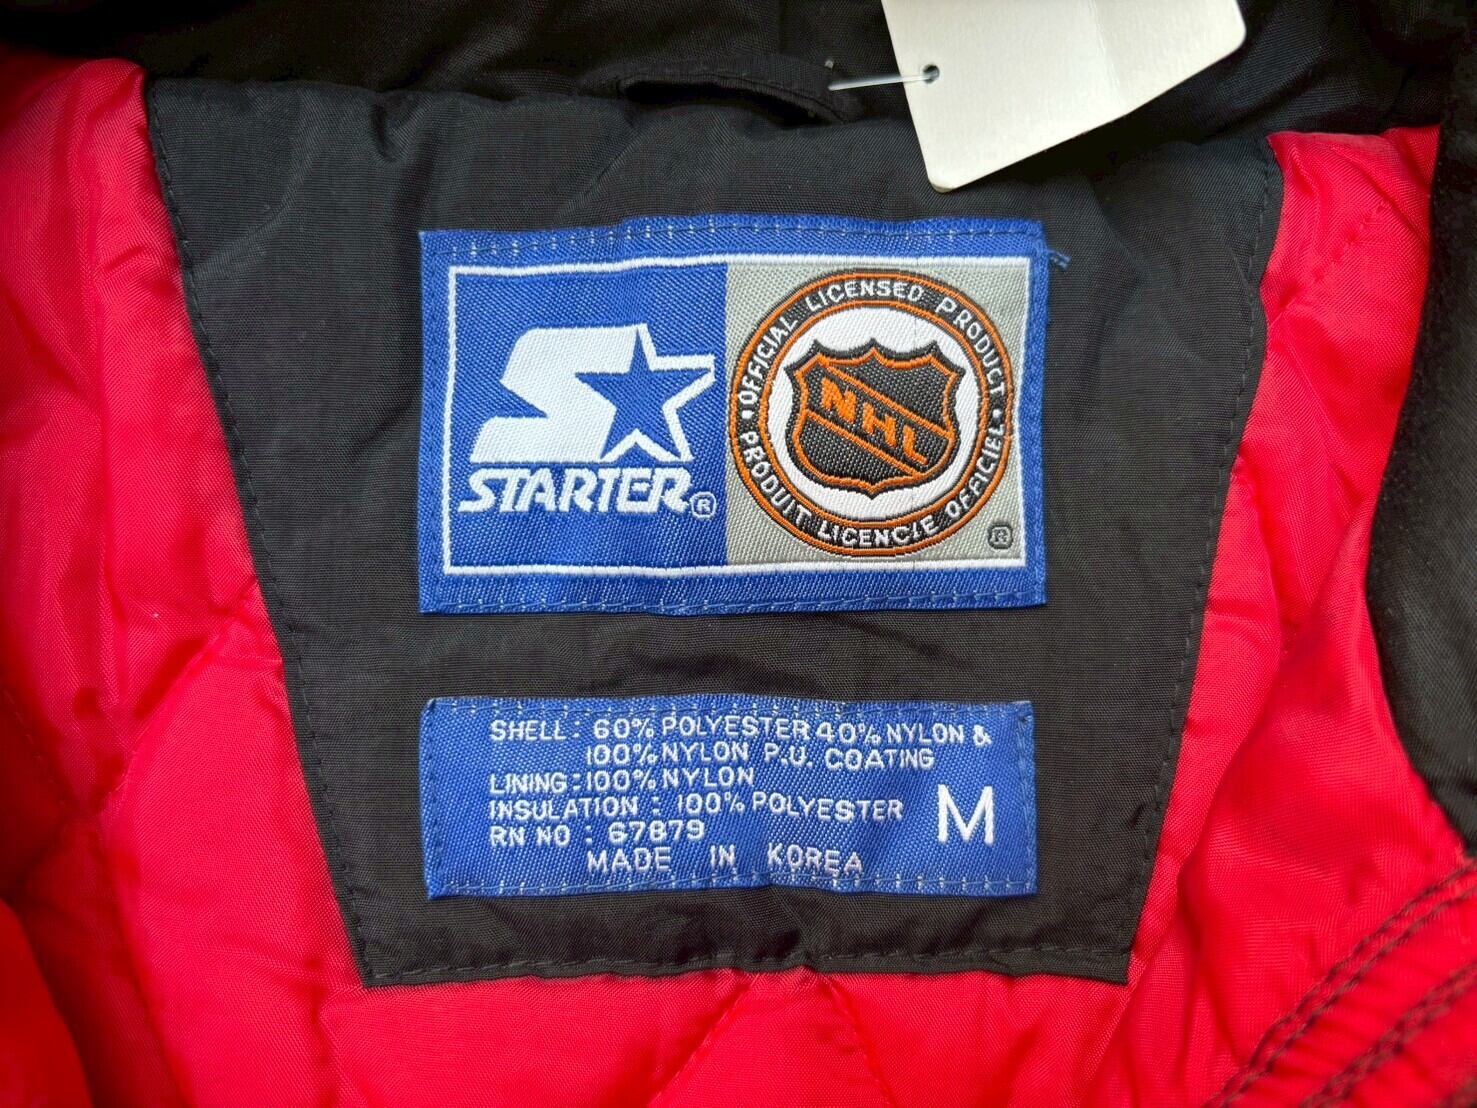 STARTER®
• OFFICIAL LICENSED PRODUCT •
NHL
PRODUIT LICENCIE OFFICIEL
®
SHELL : 60% POLYESTER 40% NYLON &
100% NYLON P.U. COATING
LINING : 100% NYLON
INSULATION : 100% POLYESTER
RN NO : 67879
MADE IN KOREA
M